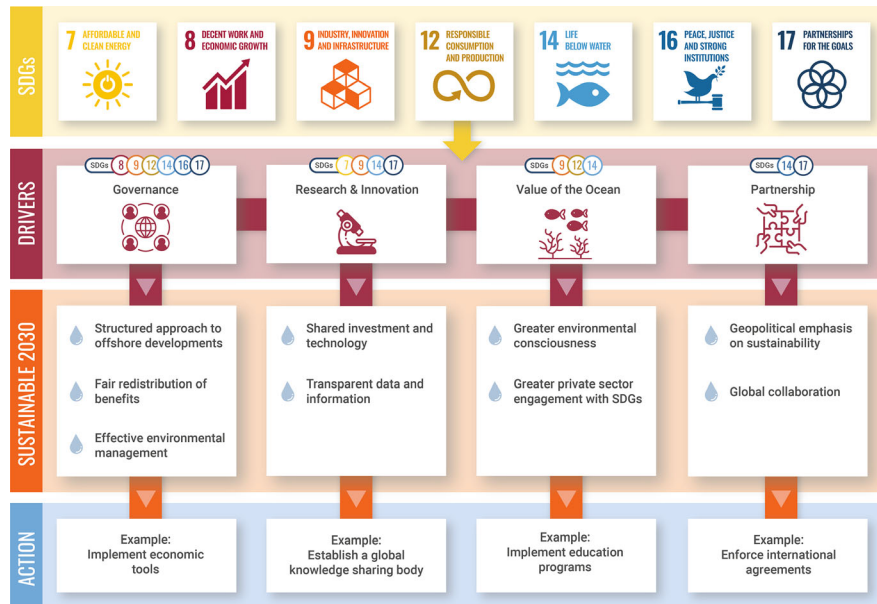 SDGs
7 AFFORDABLE AND
CLEAN ENERGY
8 DECENT WORK AND
ECONOMIC GROWTH
9 INDUSTRY, INNOVATION
AND INFRASTRUCTURE
12 RESPONSIBLE
CONSUMPTION
AND PRODUCTION
14 LIFE
BELOW WATER
16 PEACE, JUSTICE
AND STRONG
INSTITUTIONS
17 PARTNERSHIPS
FOR THE GOALS
DRIVERS
SDGs 8 9 12 14 16 17
Governance
SDGs 7 9 14 17
Research & Innovation
SDGs 9 12 14
Value of the Ocean
SDGs 14 17
Partnership
SUSTAINABLE 2030
Structured approach to
offshore developments
Fair redistribution of
benefits
Effective environmental
management
Shared investment and
technology
Transparent data and
information
Greater environmental
consciousness
Greater private sector
engagement with SDGs
Geopolitical emphasis
on sustainability
Global collaboration
ACTION
Example:
Implement economic
tools
Example:
Establish a global
knowledge sharing body
Example:
Implement education
programs
Example:
Enforce international
agreements